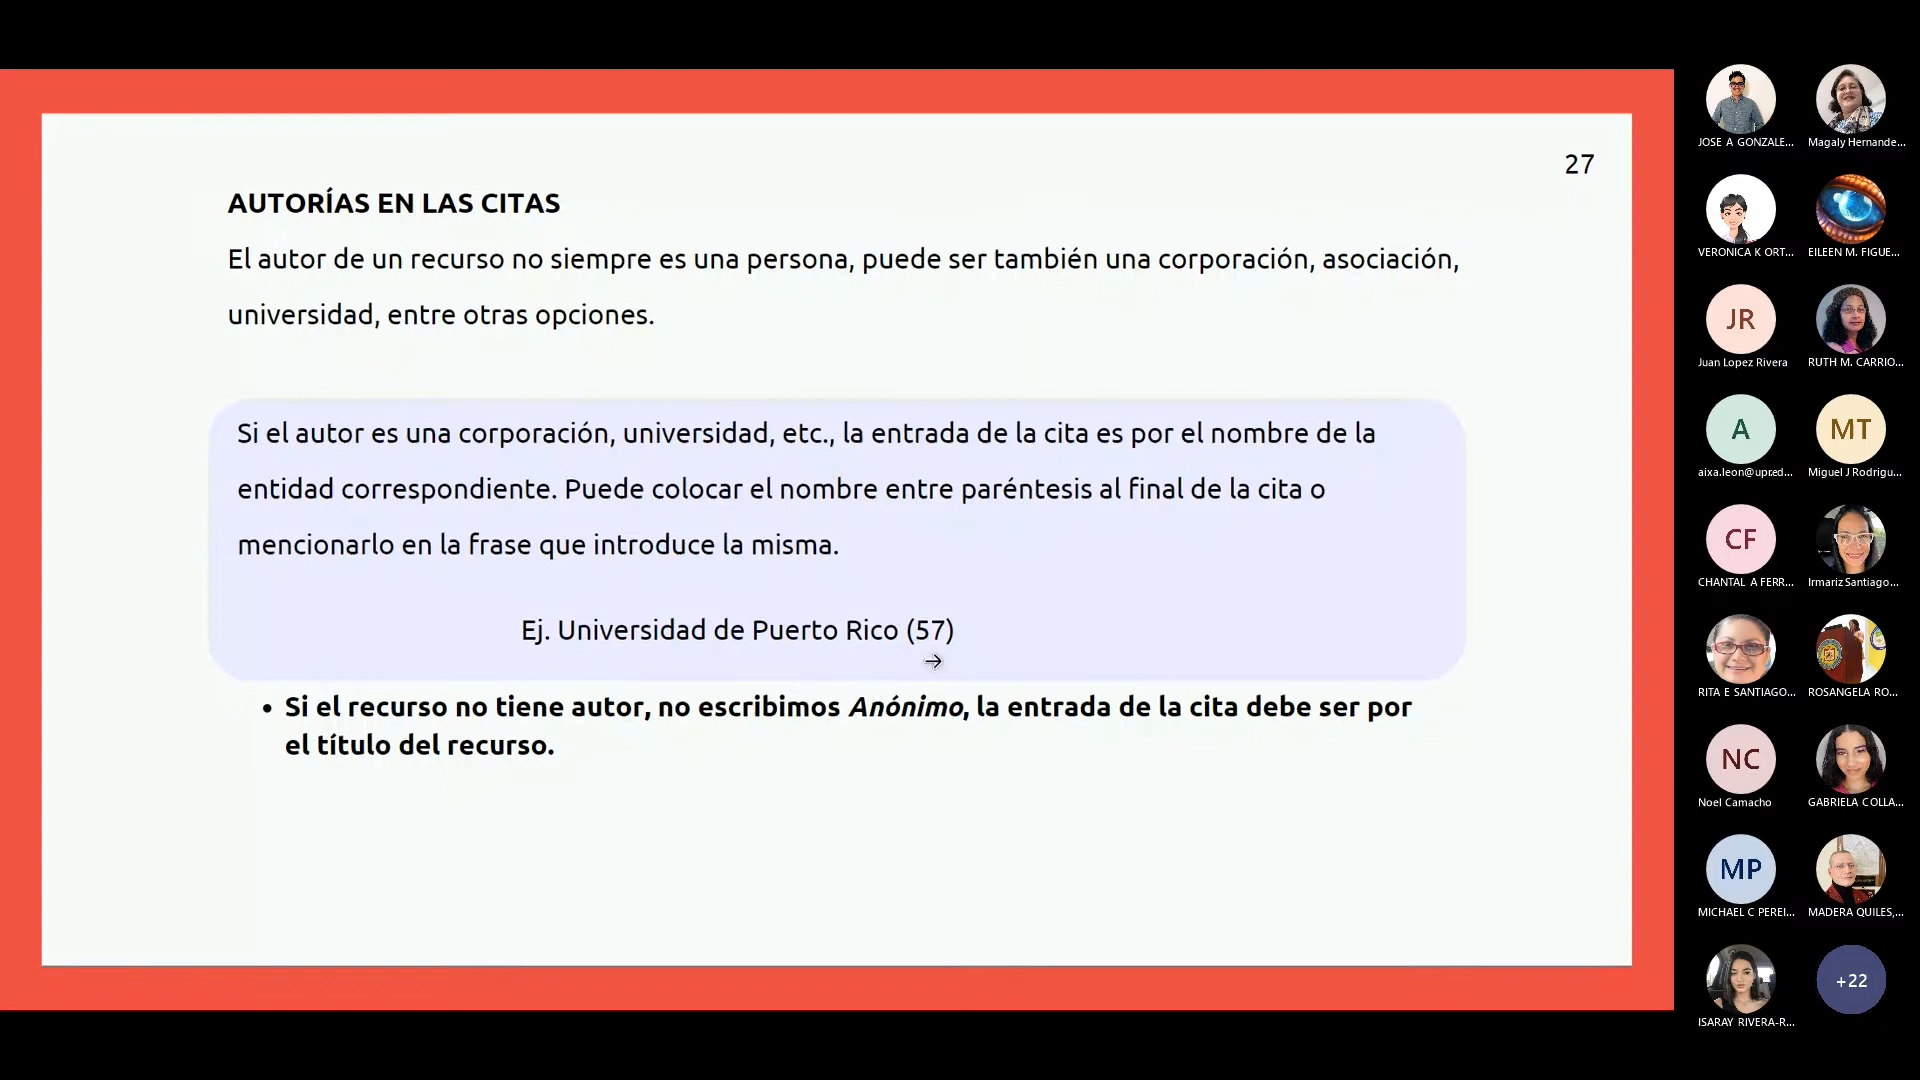 27
AUTORÍAS EN LAS CITAS
El autor de un recurso no siempre es una persona, puede ser también una corporación, asociación,
universidad, entre otras opciones.
Si el autor es una corporación, universidad, etc., la entrada de la cita es por el nombre de la
entidad correspondiente. Puede colocar el nombre entre paréntesis al final de la cita o
mencionarlo en la frase que introduce la misma.
Ej. Universidad de Puerto Rico (57)
• Si el recurso no tiene autor, no escribimos Anónimo, la entrada de la cita debe ser por
el título del recurso.
JOSE A GONZALE...
Magaly Hernande...
VERONICA K ORT...
EILEEN M. FIGUE...
JR
Juan Lopez Rivera
RUTH M. CARRIO...
A
aixa.leon@upr.ed...
MT
Miguel J Rodrigu...
CF
CHANTAL A FERR...
Irmariz Santiago...
RITA E SANTIAGO...
ROSANGELA RO...
NC
Noel Camacho
GABRIELA COLLA...
MP
MICHAEL C PEREI...
MADERA QUILES,...
ISARAY RIVERA-R...
+22